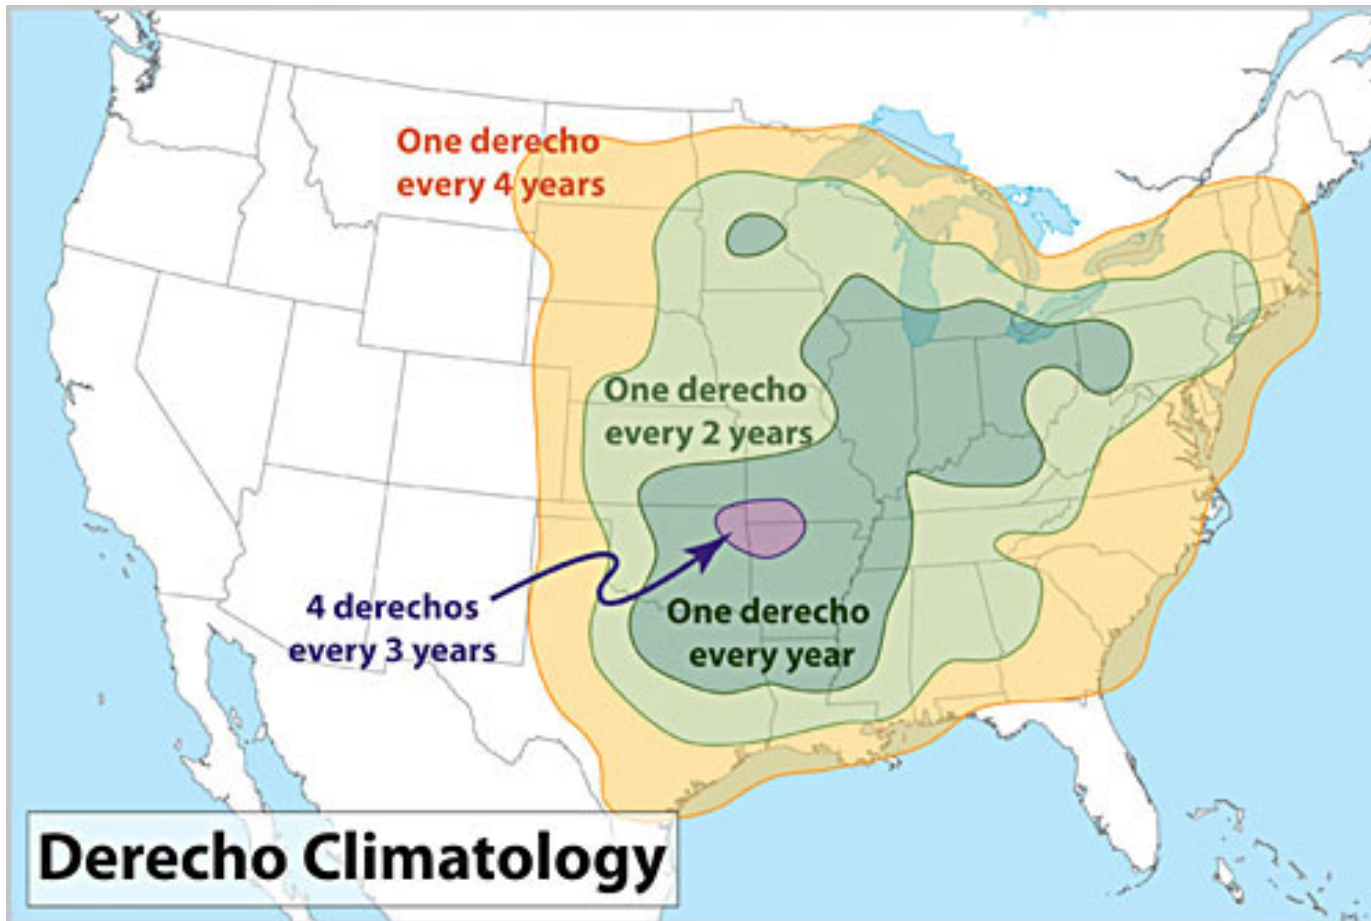 One derecho
every 4 years
One derecho
every 2 years
4 derechos
every 3 years
One derecho
every year
Derecho Climatology